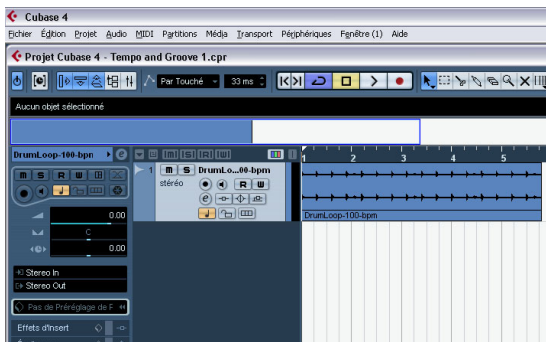 Cubase 4
Fichier Édition Projet Audio MIDI Partitions Média Transport Périphériques Fenêtre (1) Aide
Projet Cubase 4 - Tempo and Groove 1.cpr
Par Touché 33 ms
Aucun objet sélectionné
DrumLoop-100-bpn e m S R W
1 2 3 4 5
m S R W
1 m S DrumLo...00-bpm
stéréo R W
e
0.00
C
0.00
DrumLoop-100-bpm
Stereo In
Stereo Out
Pas de Préréglage de F
Effets d'Insert